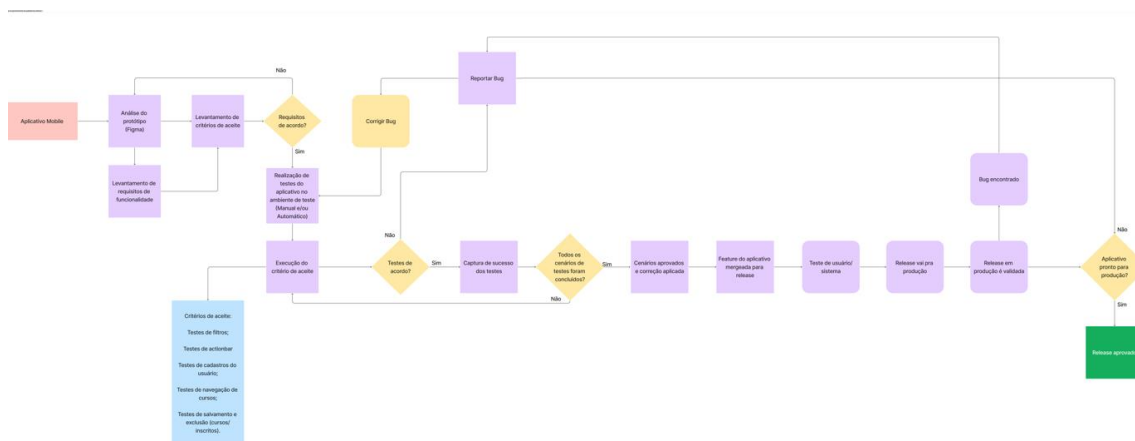 Aplicativo Mobile
Análise do
protótipo
(Figma)
Levantamento de
requisitos de
funcionalidade
Levantamento de
critérios de aceite
Não
Requisitos
de acordo?
Sim
Realização de
testes do
aplicativo no
ambiente de teste
(Manual e/ou
Automático)
Corrigir Bug
Reportar Bug
Execução do
critério de aceite
Critérios de aceite:
Testes de filtros;
Testes de actionbar
Testes de cadastros do
usuário;
Testes de navegação de
cursos;
Testes de salvamento e
exclusão (cursos/
inscritos).
Não
Testes de
acordo?
Sim
Captura de sucesso
dos testes
Todos os
cenários de
testes foram
concluídos?
Não
Sim
Cenários aprovados
e correção aplicada
Feature do aplicativo
mergeada para
release
Teste de usuário/
sistema
Release vai pra
produção
Bug encontrado
Release em
produção é validada
Não
Aplicativo
pronto para
produção?
Sim
Release aprovada